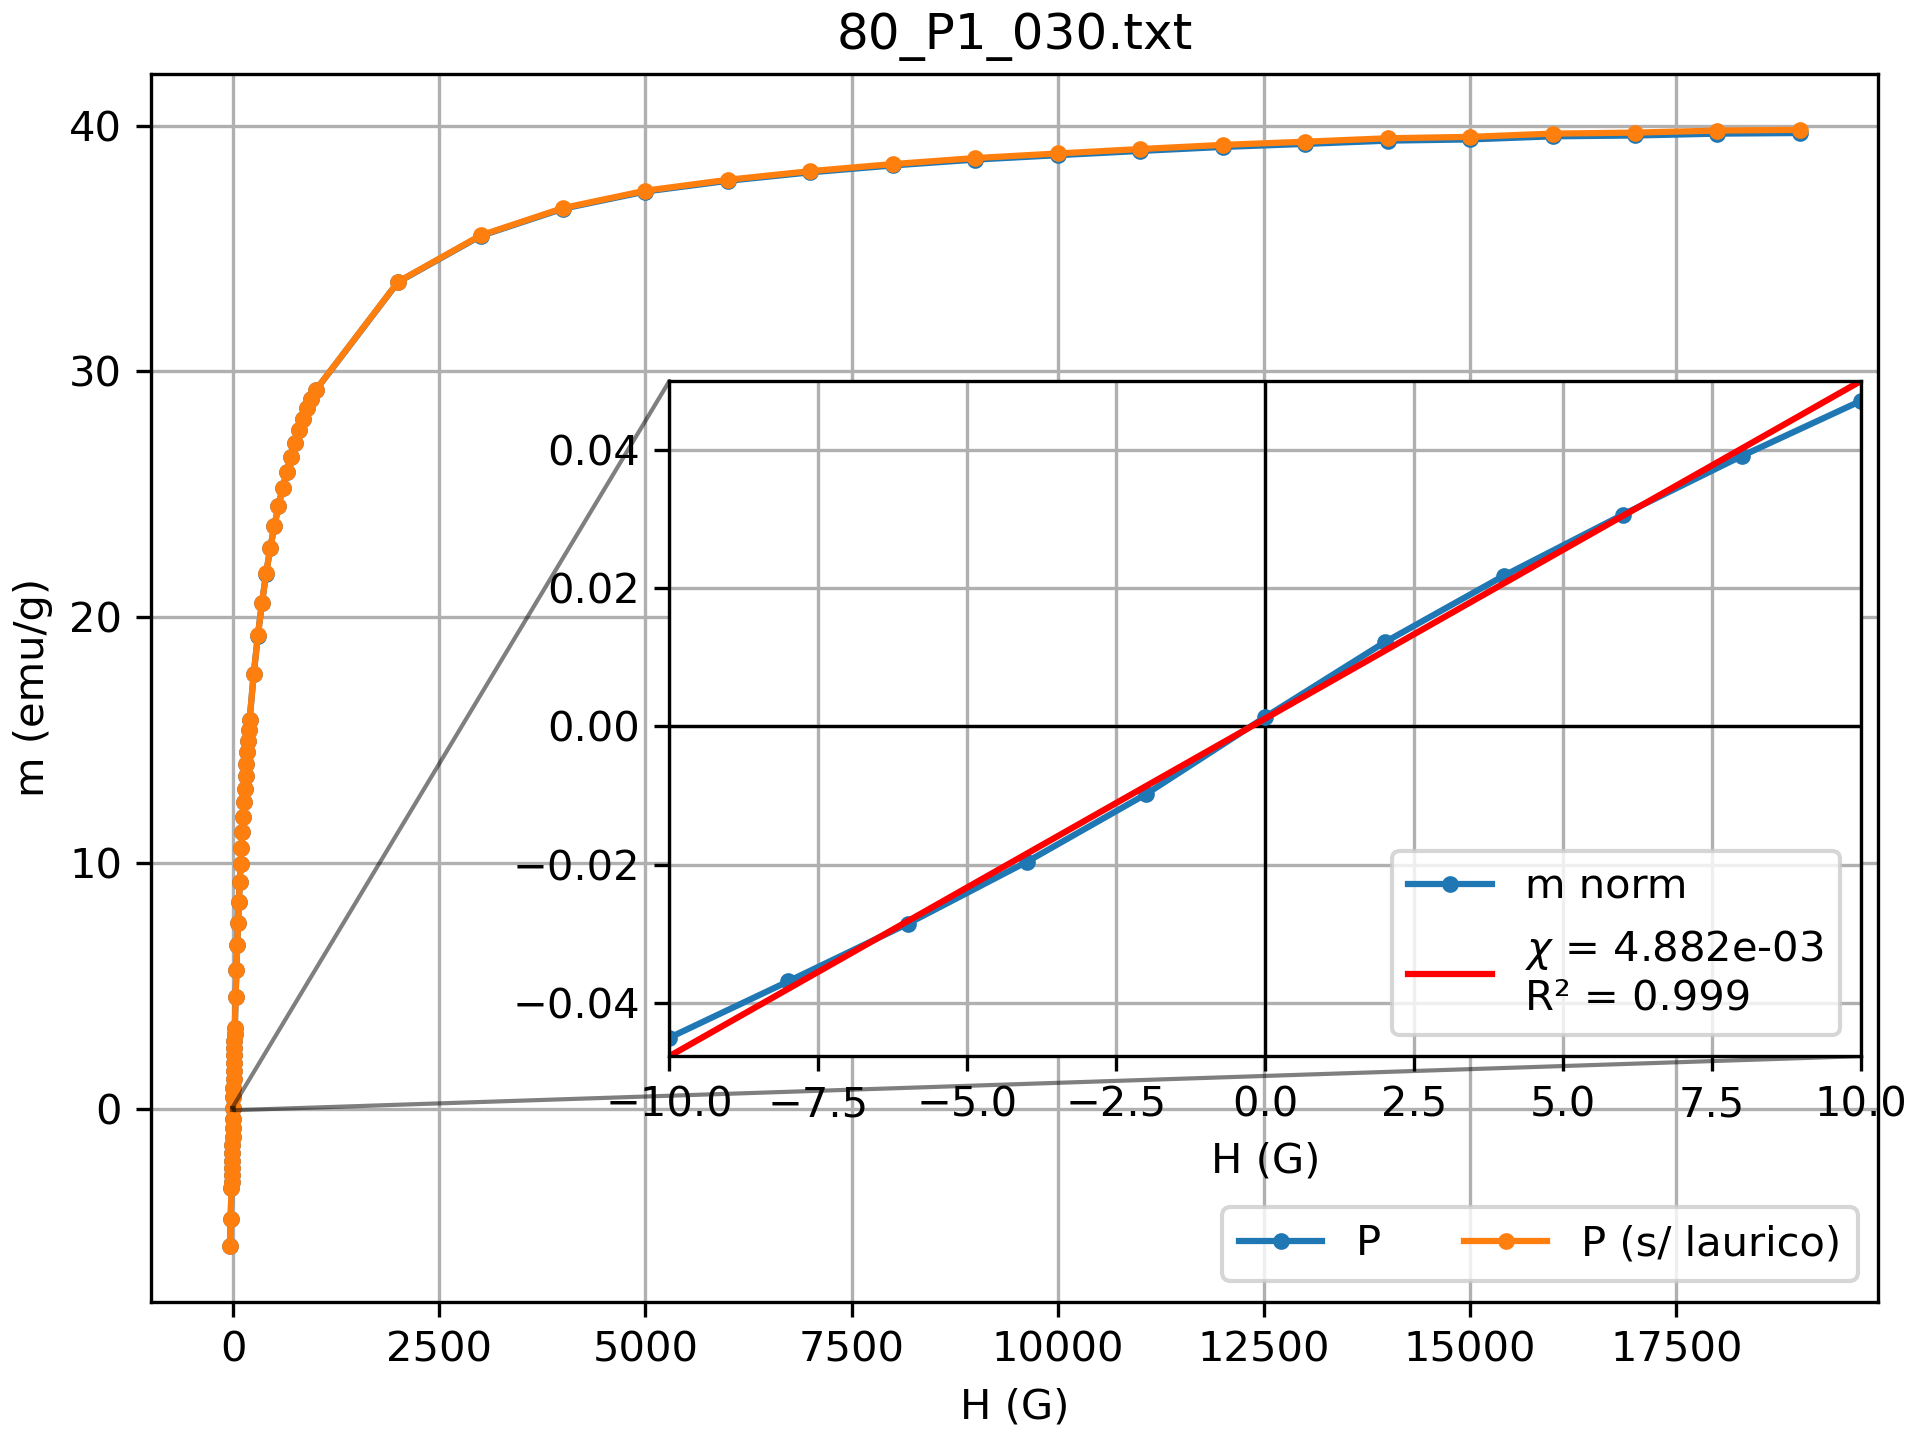 80_P1_030.txt
m (emu/g)
40
30
20
10
0
0.04
0.02
0.00
−0.02
−0.04
m norm
χ = 4.882e-03
R² = 0.999
−10.0 −7.5 −5.0 −2.5 0.0 2.5 5.0 7.5 10.0
H (G)
P P (s/ laurico)
0 2500 5000 7500 10000 12500 15000 17500
H (G)